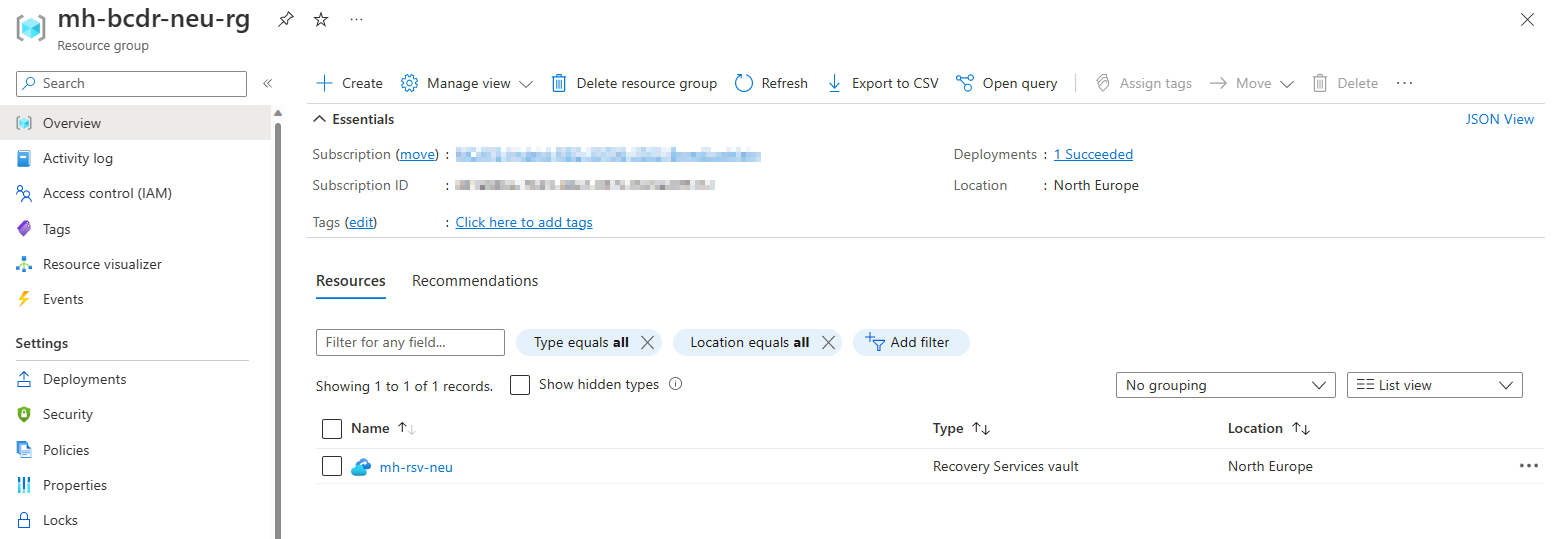 mh-bcdr-neu-rg
Resource group
Search
Overview
Activity log
Access control (IAM)
Tags
Resource visualizer
Events
Settings
Deployments
Security
Policies
Properties
Locks
Create Manage view Delete resource group Refresh Export to CSV Open query Assign tags Move Delete
Essentials JSON View
Subscription (move) : Deployments : 1 Succeeded
Subscription ID : Location : North Europe
Tags (edit) : Click here to add tags
Resources Recommendations
Filter for any field... Type equals all Location equals all Add filter
Showing 1 to 1 of 1 records. Show hidden types No grouping List view
Name Type Location
mh-rsv-neu Recovery Services vault North Europe